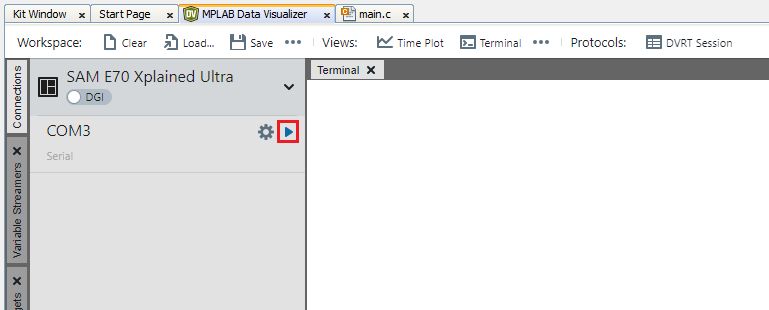 Kit Window Start Page MPLAB Data Visualizer main.c
Workspace: Clear Load... Save Views: Time Plot Terminal Protocols: DVRT Session
Connections
Variable Streamers
SAM E70 Xplained Ultra
DGI
COM3
Serial
Terminal